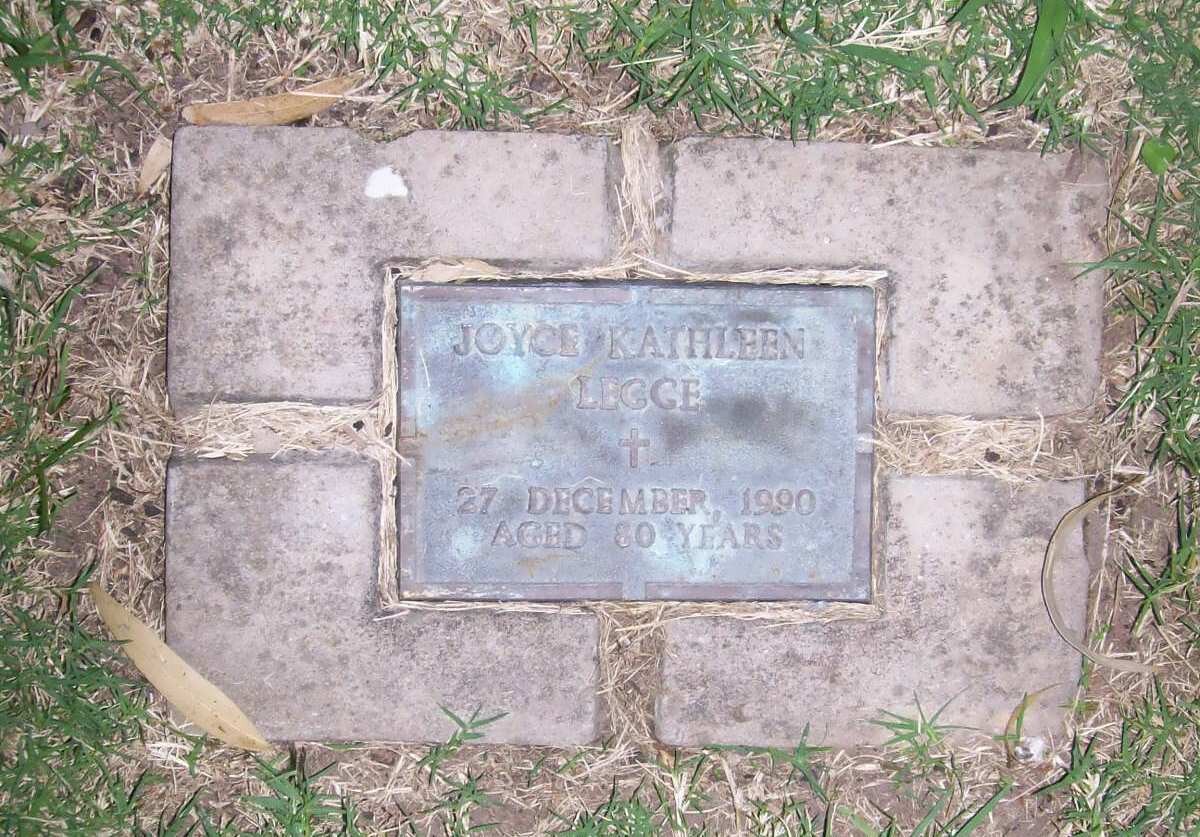 JOYCE KATHLEEN
LEGGE
27 DECEMBER, 1990
AGED 80 YEARS